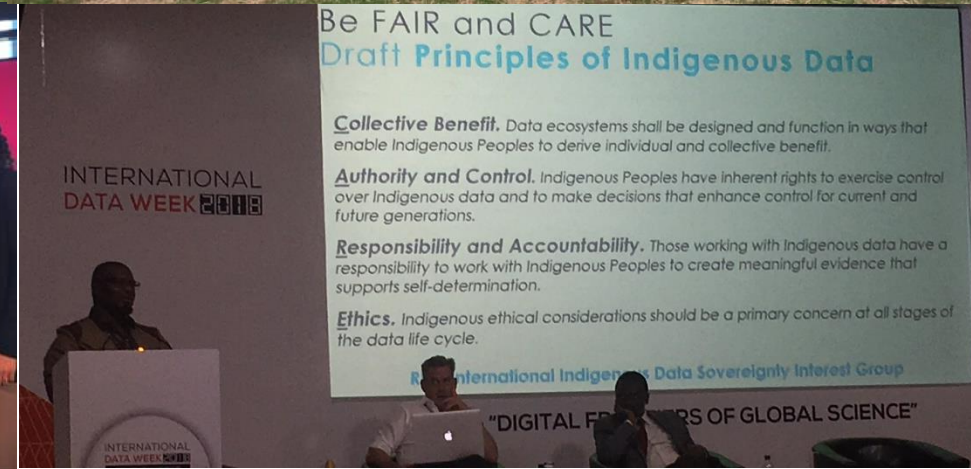 Be FAIR and CARE
Draft Principles of Indigenous Data
Collective Benefit. Data ecosystems shall be designed and function in ways that
enable Indigenous Peoples to derive individual and collective benefit.
Authority and Control. Indigenous Peoples have inherent rights to exercise control
over Indigenous data and to make decisions that enhance control for current and
future generations.
Responsibility and Accountability. Those working with Indigenous data have a
responsibility to work with Indigenous Peoples to create meaningful evidence that
supports self-determination.
Ethics. Indigenous ethical considerations should be a primary concern at all stages of
the data life cycle.
Data Sovereignty Interest Group
INTERNATIONAL
DATA WEEK 2018
"DIGITAL OF GLOBAL SCIENCE"
INTERNATIONAL
DATA WEEK 2018